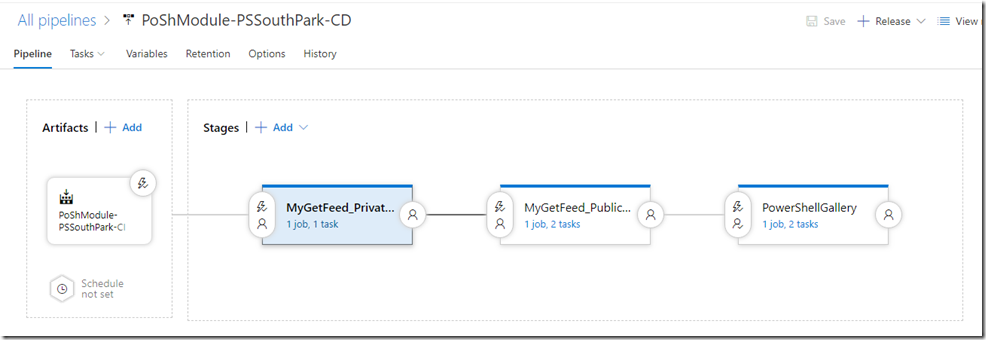 All pipelines > PoShModule-PSSouthPark-CD
Save + Release View
Pipeline Tasks Variables Retention Options History
Artifacts | + Add
Stages | + Add
PoShModule-
PSSouthPark-CI
MyGetFeed_Privat...
1 job, 1 task
MyGetFeed_Public...
1 job, 2 tasks
PowerShellGallery
1 job, 2 tasks
Schedule
not set